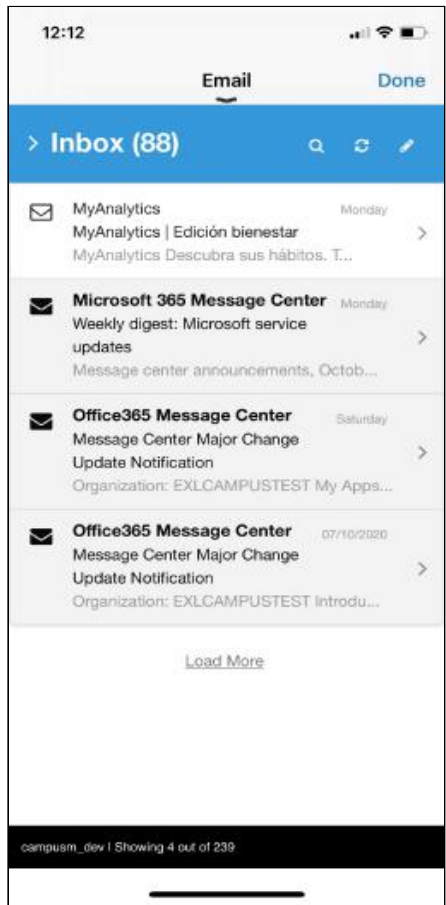 12:12
Email
Done
Inbox (88)
MyAnalytics
Monday
MyAnalytics | Edición bienestar
MyAnalytics Descubra sus hábitos. T...
Microsoft 365 Message Center
Monday
Weekly digest: Microsoft service
updates
Message center announcements, Octob...
Office365 Message Center
Saturday
Message Center Major Change
Update Notification
Organization: EXLCAMPUSTEST My Apps...
Office365 Message Center
07/10/2020
Message Center Major Change
Update Notification
Organization: EXLCAMPUSTEST Introdu...
Load More
campusm_dev | Showing 4 out of 239